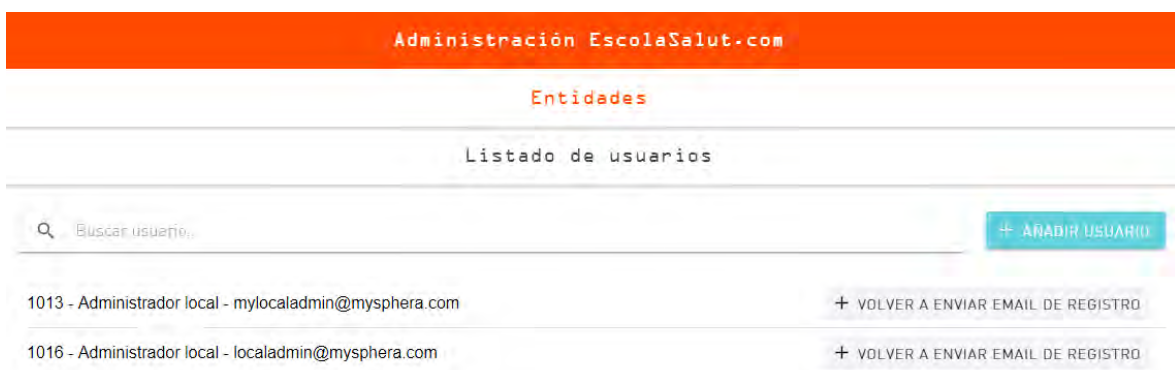 Administración EscolaSalut.com
Entidades
Listado de usuarios
Buscar usuario...
+ AÑADIR USUARIO
1013 - Administrador local - mylocaladmin@mysphera.com
+ VOLVER A ENVIAR EMAIL DE REGISTRO
1016 - Administrador local - localadmin@mysphera.com
+ VOLVER A ENVIAR EMAIL DE REGISTRO